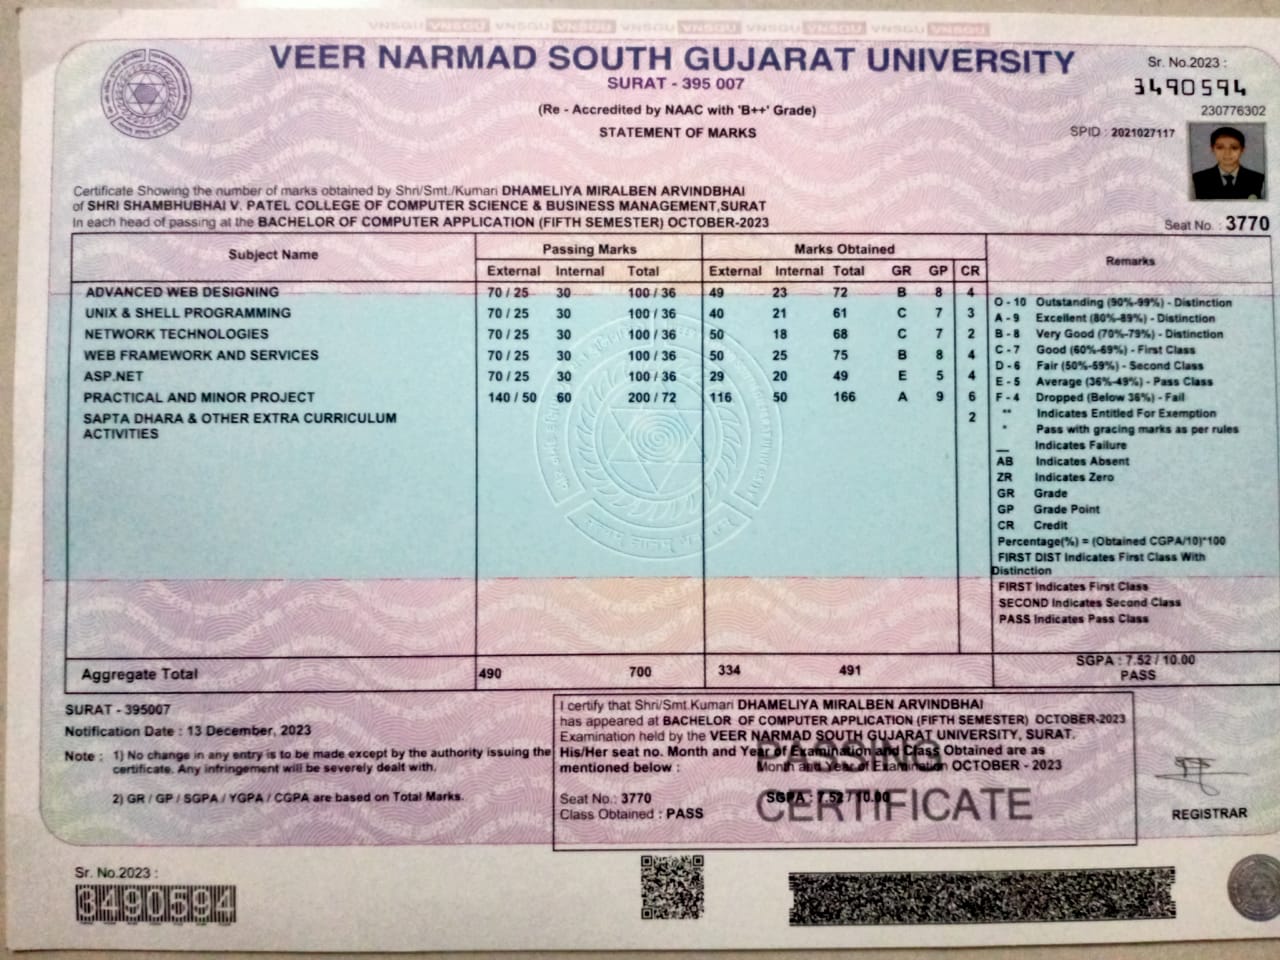 VNSGU VNSGU VNSGU VNSGU VNSGU VNSGU VNSGU VNSGU VNSGU VNSGU
VEER NARMAD SOUTH GUJARAT UNIVERSITY
SURAT - 395 007
(Re - Accredited by NAAC with 'B++' Grade)
STATEMENT OF MARKS
Sr. No.2023 :
3490594
230776302
SPID : 2021027117
Certificate Showing the number of marks obtained by Shri/Smt./Kumari DHAMELIYA MIRALBEN ARVINDBHAI
of SHRI SHAMBHUBHAI V. PATEL COLLEGE OF COMPUTER SCIENCE & BUSINESS MANAGEMENT,SURAT
In each head of passing at the BACHELOR OF COMPUTER APPLICATION (FIFTH SEMESTER) OCTOBER-2023
Seat No. : 3770
Subject Name Passing Marks Marks Obtained Remarks
External Internal Total External Internal Total GR GP CR
ADVANCED WEB DESIGNING 70 / 25 30 100 / 36 49 23 72 B 8 4
UNIX & SHELL PROGRAMMING 70 / 25 30 100 / 36 40 21 61 C 7 3
NETWORK TECHNOLOGIES 70 / 25 30 100 / 36 50 18 68 C 7 2
WEB FRAMEWORK AND SERVICES 70 / 25 30 100 / 36 50 25 75 B 8 4
ASP.NET 70 / 25 30 100 / 36 29 20 49 E 5 4
PRACTICAL AND MINOR PROJECT 140 / 50 60 200 / 72 116 50 166 A 9 6
SAPTA DHARA & OTHER EXTRA CURRICULUM 2
ACTIVITIES
O - 10 Outstanding (90%-99%) - Distinction
A - 9 Excellent (80%-89%) - Distinction
B - 8 Very Good (70%-79%) - Distinction
C - 7 Good (60%-69%) - First Class
D - 6 Fair (50%-59%) - Second Class
E - 5 Average (36%-49%) - Pass Class
F - 4 Dropped (Below 36%) - Fail
** Indicates Entitled For Exemption
* Pass with gracing marks as per rules
__ Indicates Failure
AB Indicates Absent
ZR Indicates Zero
GR Grade
GP Grade Point
CR Credit
Percentage(%) = (Obtained CGPA/10)*100
FIRST DIST Indicates First Class With
Distinction
FIRST Indicates First Class
SECOND Indicates Second Class
PASS Indicates Pass Class
Aggregate Total 490 700 334 491
SGPA : 7.52 / 10.00
PASS
SURAT - 395007
Notification Date : 13 December, 2023
Note : 1) No change in any entry is to be made except by the authority issuing the
certificate. Any infringement will be severely dealt with.
2) GR / GP / SGPA / YGPA / CGPA are based on Total Marks.
I certify that Shri/Smt.Kumari DHAMELIYA MIRALBEN ARVINDBHAI
has appeared at BACHELOR OF COMPUTER APPLICATION (FIFTH SEMESTER) OCTOBER-2023
Examination held by the VEER NARMAD SOUTH GUJARAT UNIVERSITY, SURAT.
His/Her seat no. Month and Year of Examination and Class Obtained are as
mentioned below : Month and Year of Examination OCTOBER - 2023
Seat No.: 3770 SGPA : 7.52 / 10.00
Class Obtained : PASS
PASSING
CERTIFICATE
REGISTRAR
Sr. No.2023 :
3490594